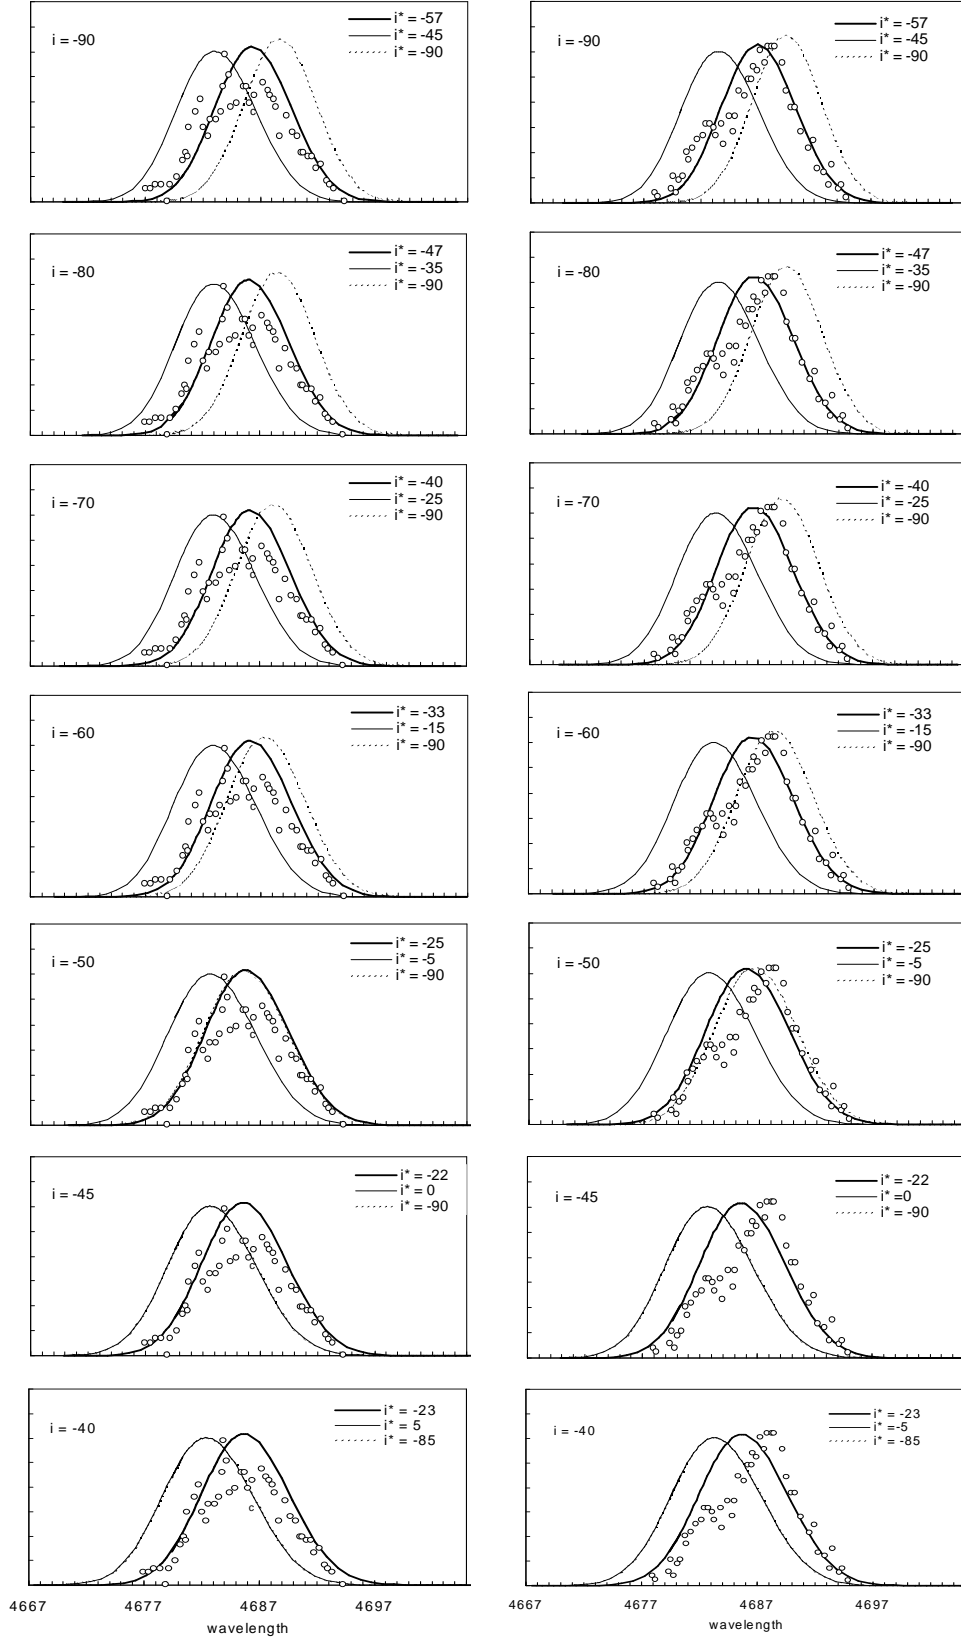 i = -90
i* = -57
i* = -45
i* = -90
i = -90
i* = -57
i* = -45
i* = -90
i = -80
i* = -47
i* = -35
i* = -90
i = -80
i* = -47
i* = -35
i* = -90
i = -70
i* = -40
i* = -25
i* = -90
i = -70
i* = -40
i* = -25
i* = -90
i = -60
i* = -33
i* = -15
i* = -90
i = -60
i* = -33
i* = -15
i* = -90
i = -50
i* = -25
i* = -5
i* = -90
i = -50
i* = -25
i* = -5
i* = -90
i = -45
i* = -22
i* = 0
i* = -90
i = -45
i* = -22
i* =0
i* = -90
i = -40
i* = -23
i* = 5
i* = -85
i = -40
i* = -23
i* =-5
i* = -85
4667 4677 4687 4697
wavelength
4667 4677 4687 4697
wavelength